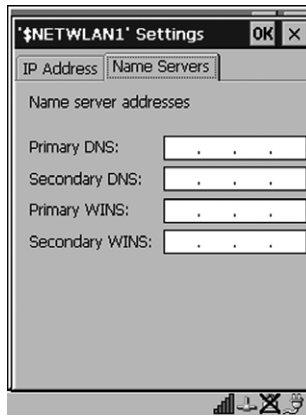 '$NETWLAN1' Settings OK ×
IP Address Name Servers
Name server addresses
Primary DNS: . . .
Secondary DNS: . . .
Primary WINS: . . .
Secondary WINS: . . .